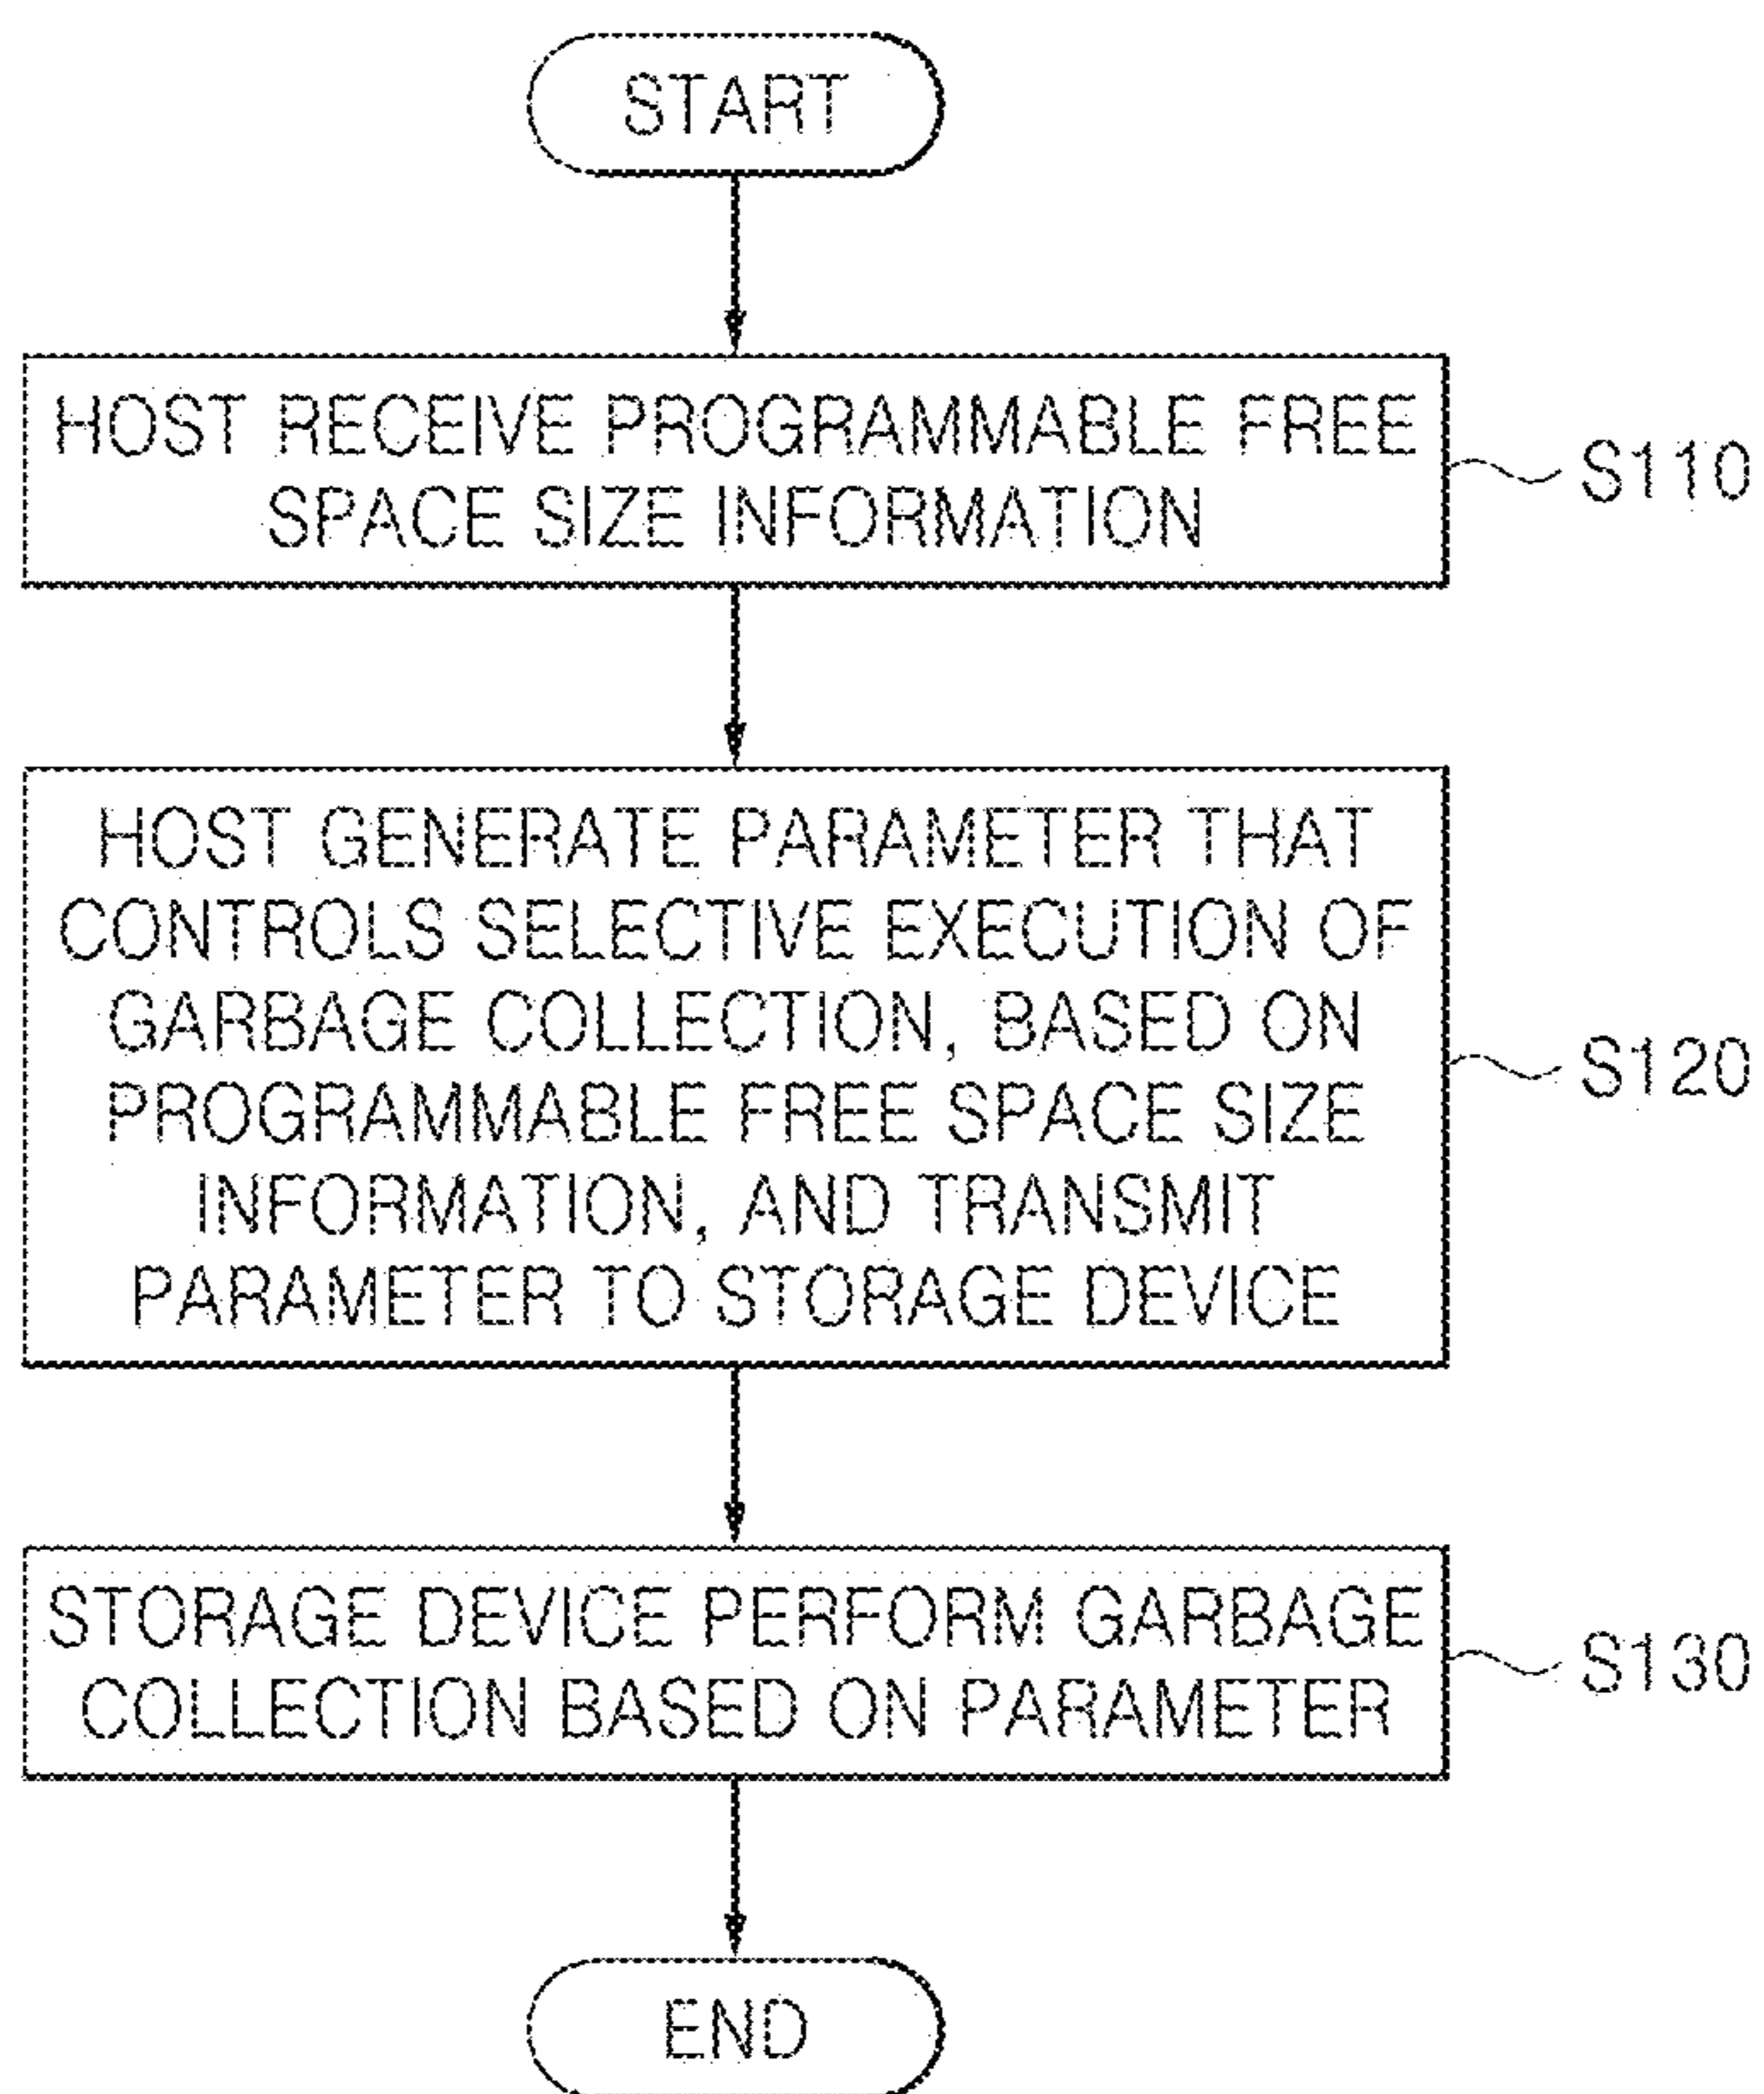 START
HOST RECEIVE PROGRAMMABLE FREE
SPACE SIZE INFORMATION
S110
HOST GENERATE PARAMETER THAT
CONTROLS SELECTIVE EXECUTION OF
GARBAGE COLLECTION, BASED ON
PROGRAMMABLE FREE SPACE SIZE
INFORMATION, AND TRANSMIT
PARAMETER TO STORAGE DEVICE
S120
STORAGE DEVICE PERFORM GARBAGE
COLLECTION BASED ON PARAMETER
S130
END